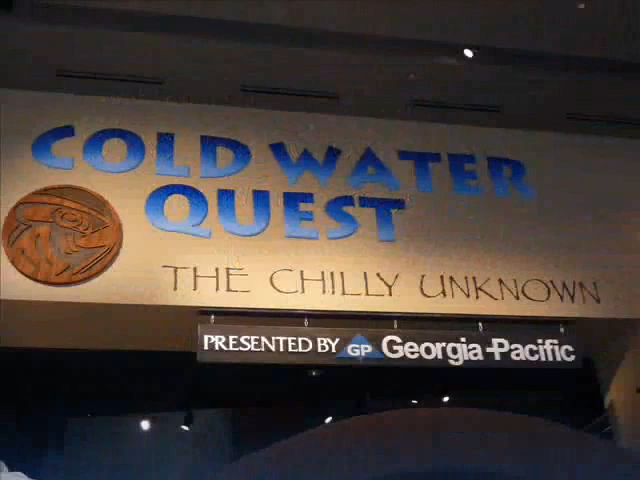 COLD WATER
QUEST
THE CHILLY UNKNOWN
PRESENTED BY GP Georgia-Pacific